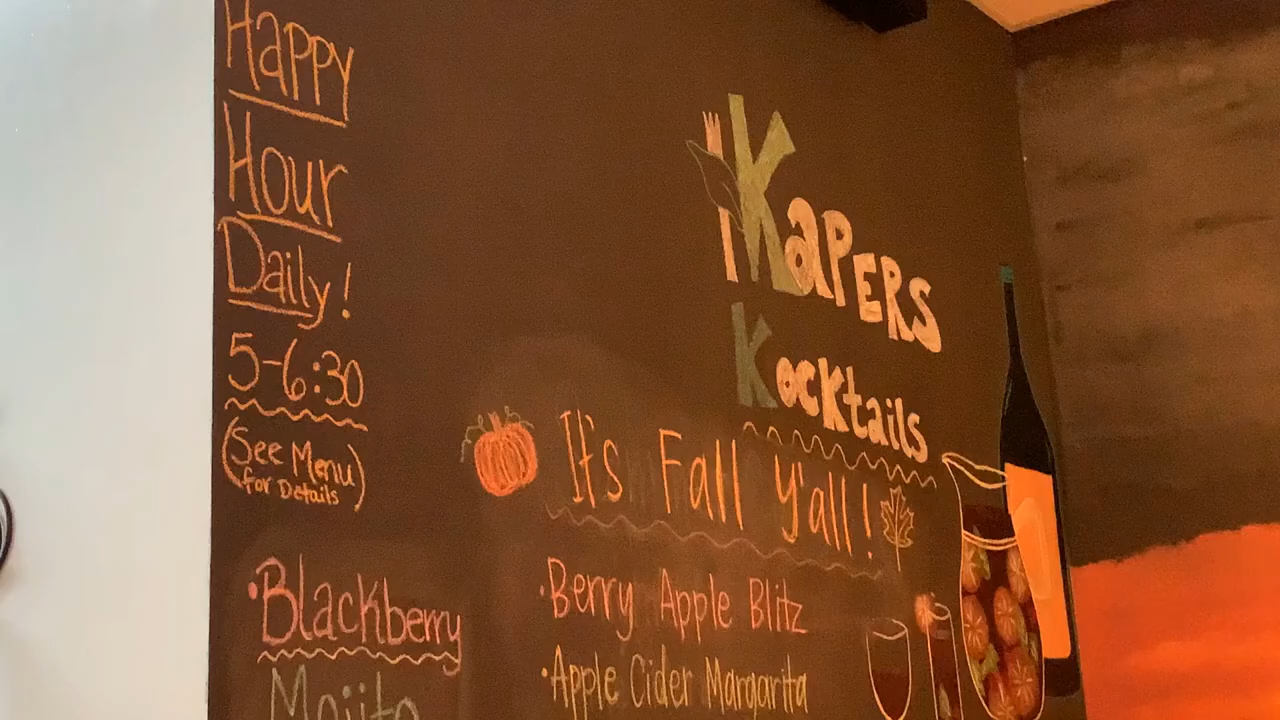 Happy
Hour
Daily!
5-6:30
(See Menu
for Details)
• Blackberry
Mojito
KAPERS
Kocktails
It's Fall Y'all!
• Berry Apple Blitz
• Apple Cider Margarita